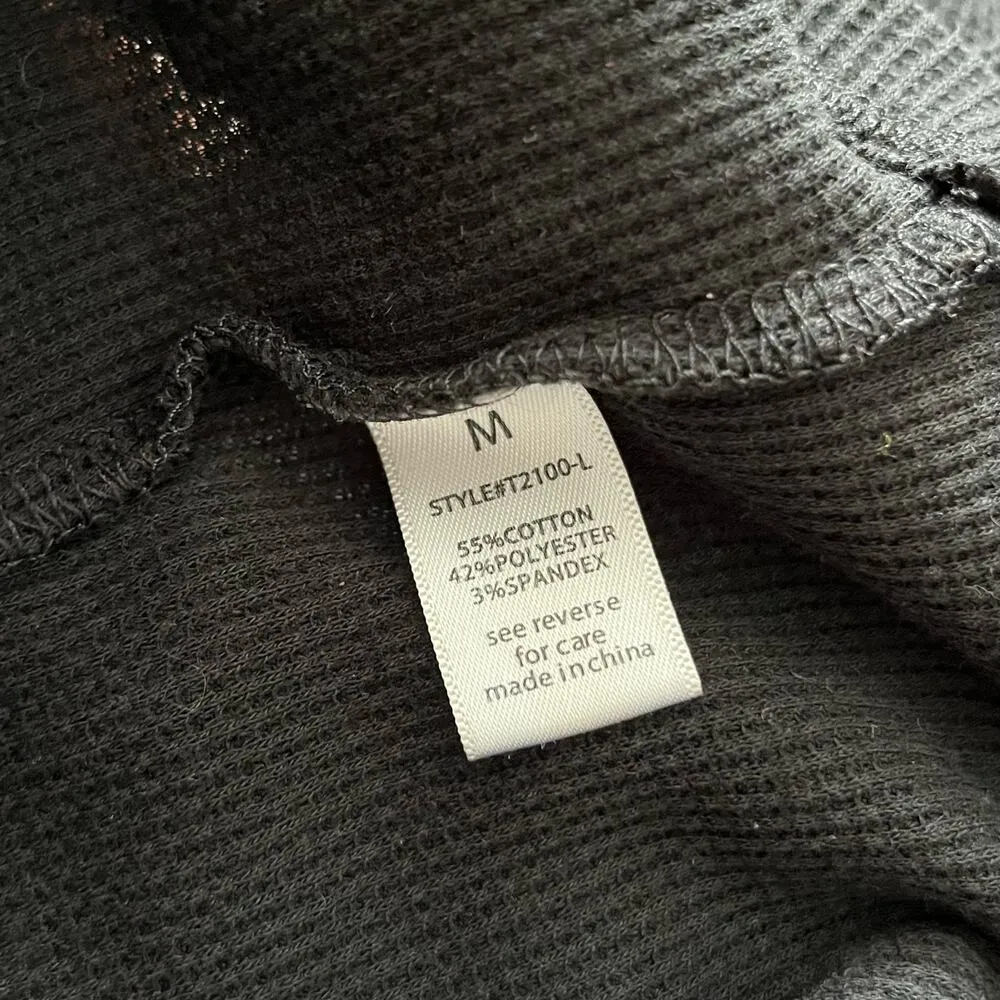 M
STYLE#T2100-L
55%COTTON
42%POLYESTER
3%SPANDEX
see reverse
for care
made in china